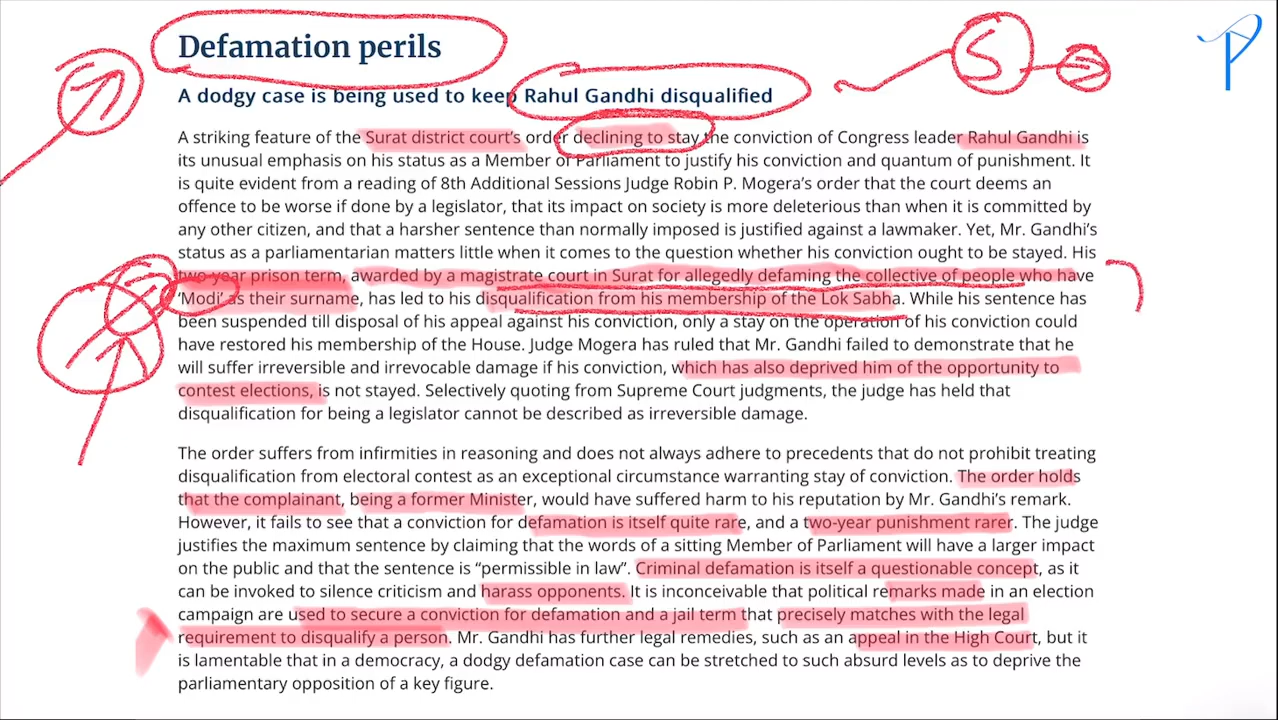 Defamation perils
A dodgy case is being used to keep Rahul Gandhi disqualified
A striking feature of the Surat district court's order declining to stay the conviction of Congress leader Rahul Gandhi is
its unusual emphasis on his status as a Member of Parliament to justify his conviction and quantum of punishment. It
is quite evident from a reading of 8th Additional Sessions Judge Robin P. Mogera's order that the court deems an
offence to be worse if done by a legislator, that its impact on society is more deleterious than when it is committed by
any other citizen, and that a harsher sentence than normally imposed is justified against a lawmaker. Yet, Mr. Gandhi's
status as a parliamentarian matters little when it comes to the question whether his conviction ought to be stayed. His
two-year prison term, awarded by a magistrate court in Surat for allegedly defaming the collective of people who have
‘Modi’ as their surname, has led to his disqualification from his membership of the Lok Sabha. While his sentence has
been suspended till disposal of his appeal against his conviction, only a stay on the operation of his conviction could
have restored his membership of the House. Judge Mogera has ruled that Mr. Gandhi failed to demonstrate that he
will suffer irreversible and irrevocable damage if his conviction, which has also deprived him of the opportunity to
contest elections, is not stayed. Selectively quoting from Supreme Court judgments, the judge has held that
disqualification for being a legislator cannot be described as irreversible damage.
The order suffers from infirmities in reasoning and does not always adhere to precedents that do not prohibit treating
disqualification from electoral contest as an exceptional circumstance warranting stay of conviction. The order holds
that the complainant, being a former Minister, would have suffered harm to his reputation by Mr. Gandhi's remark.
However, it fails to see that a conviction for defamation is itself quite rare, and a two-year punishment rarer. The judge
justifies the maximum sentence by claiming that the words of a sitting Member of Parliament will have a larger impact
on the public and that the sentence is “permissible in law”. Criminal defamation is itself a questionable concept, as it
can be invoked to silence criticism and harass opponents. It is inconceivable that political remarks made in an election
campaign are used to secure a conviction for defamation and a jail term that precisely matches with the legal
requirement to disqualify a person. Mr. Gandhi has further legal remedies, such as an appeal in the High Court, but it
is lamentable that in a democracy, a dodgy defamation case can be stretched to such absurd levels as to deprive the
parliamentary opposition of a key figure.